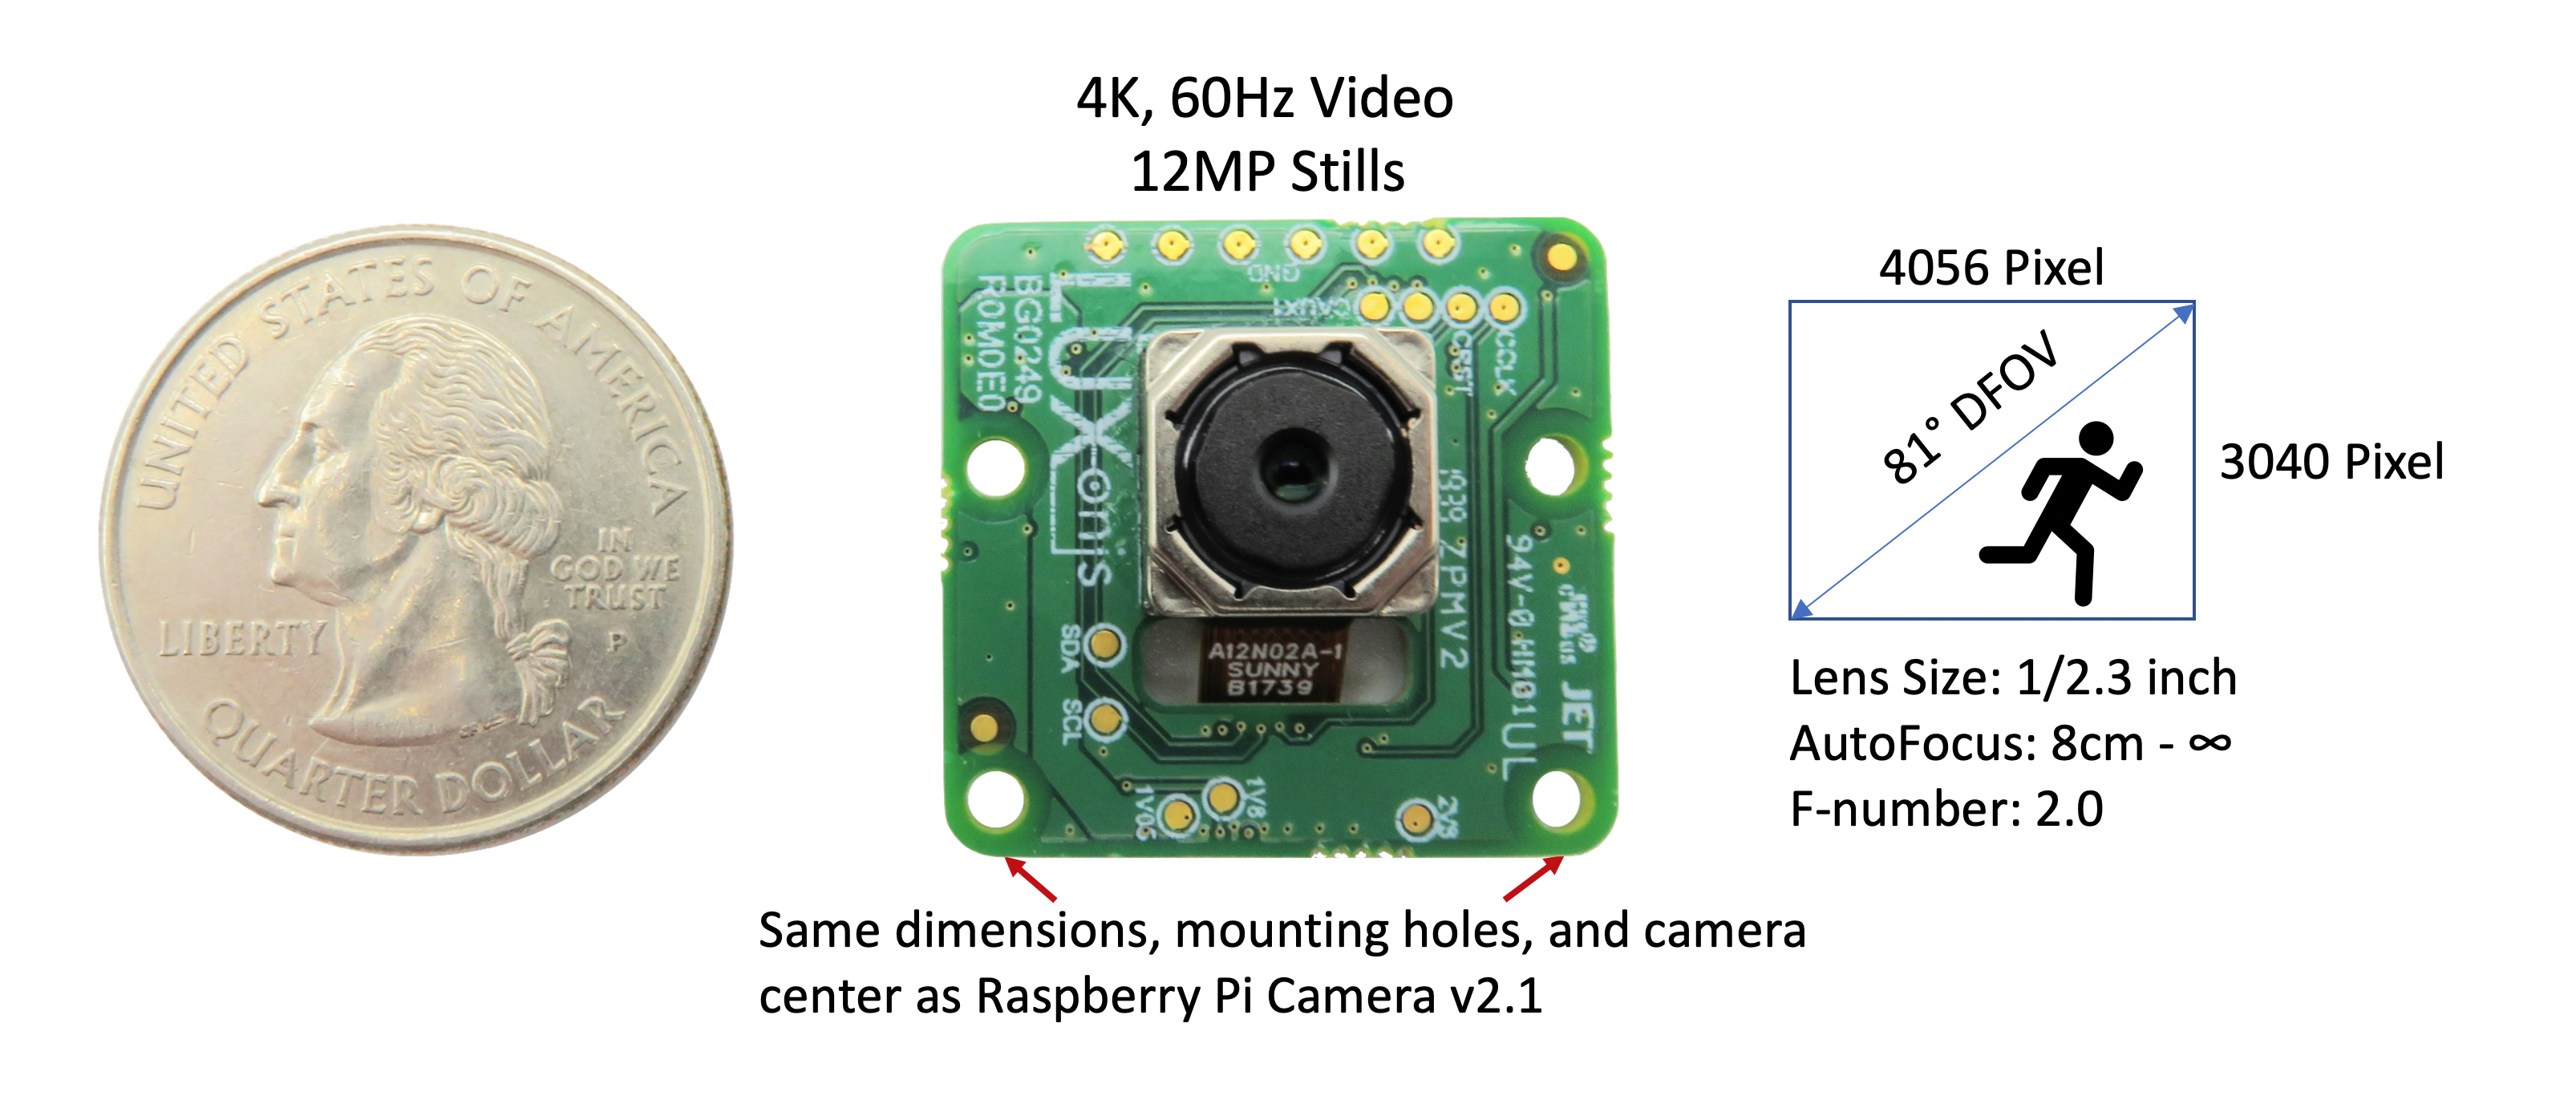 4K, 60Hz Video
12MP Stills
UNITED STATES OF AMERICA
IN
GOD WE
TRUST
LIBERTY
P
QUARTER DOLLAR
GND
CAUX1
CRST
CCLK
BG0249
ROMOE0
Luxonis
1099 ZPMV2
94V-0 HM01UL
JET
SDA
SCL
A12N02A-1
SUNNY
B1739
1V05
1V8
2V8
4056 Pixel
81° DFOV
3040 Pixel
Lens Size: 1/2.3 inch
AutoFocus: 8cm - ∞
F-number: 2.0
Same dimensions, mounting holes, and camera
center as Raspberry Pi Camera v2.1